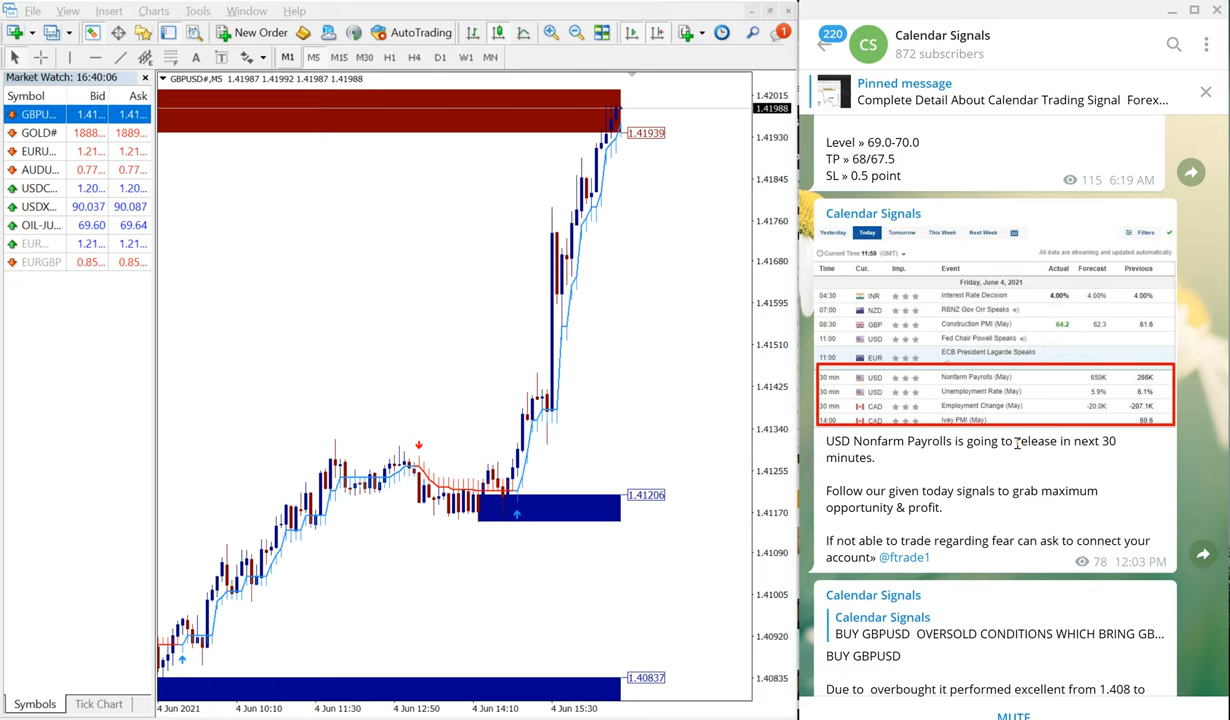 File View Insert Charts Tools Window Help
New Order AutoTrading
A T M1 M5 M15 M30 H1 H4 D1 W1 MN
Market Watch: 16:40:06
Symbol Bid Ask
GBPU... 1.41... 1.41...
GOLD# 1888... 1889...
EURU... 1.21... 1.21...
AUDU... 0.77... 0.77...
USDC... 1.20... 1.20...
USDX... 90.037 90.087
OIL-JU... 69.60 69.64
EUR... 1.21... 1.21...
EURGBP 0.85... 0.85...
Symbols Tick Chart
GBPUSD#,M5 1.41987 1.41992 1.41987 1.41988
1.42015
1.41988
1.41939
1.41930
1.41845
1.41760
1.41680
1.41595
1.41510
1.41425
1.41340
1.41255
1.41206
1.41170
1.41090
1.41005
1.40920
1.40837
1.40835
4 Jun 2021 4 Jun 10:10 4 Jun 11:30 4 Jun 12:50 4 Jun 14:10 4 Jun 15:30
220
CS
Calendar Signals
872 subscribers
Pinned message
Complete Detail About Calendar Trading Signal Forex...
Level » 69.0-70.0
TP » 68/67.5
SL » 0.5 point
115 6:19 AM
Calendar Signals
Yesterday Today Tomorrow This Week Next Week Filters
Current Time: 11:59 (GMT) All data are streaming and updated automatically
Time Cur. Imp. Event Actual Forecast Previous
Friday, June 4, 2021
04:30 INR Interest Rate Decision 4.00% 4.00% 4.00%
07:00 NZD RBNZ Gov Orr Speaks
08:30 GBP Construction PMI (May) 64.2 62.3 61.6
11:00 USD Fed Chair Powell Speaks
11:00 EUR ECB President Lagarde Speaks
30 min USD Nonfarm Payrolls (May) 650K 266K
30 min USD Unemployment Rate (May) 5.9% 6.1%
30 min CAD Employment Change (May) -20.0K -207.1K
14:00 CAD Ivey PMI (May) 60.6
USD Nonfarm Payrolls is going to release in next 30
minutes.
Follow our given today signals to grab maximum
opportunity & profit.
If not able to trade regarding fear can ask to connect your
account» @ftrade1
78 12:03 PM
Calendar Signals
Calendar Signals
BUY GBPUSD OVERSOLD CONDITIONS WHICH BRING GB...
BUY GBPUSD
Due to overbought it performed excellent from 1.408 to
MUTE